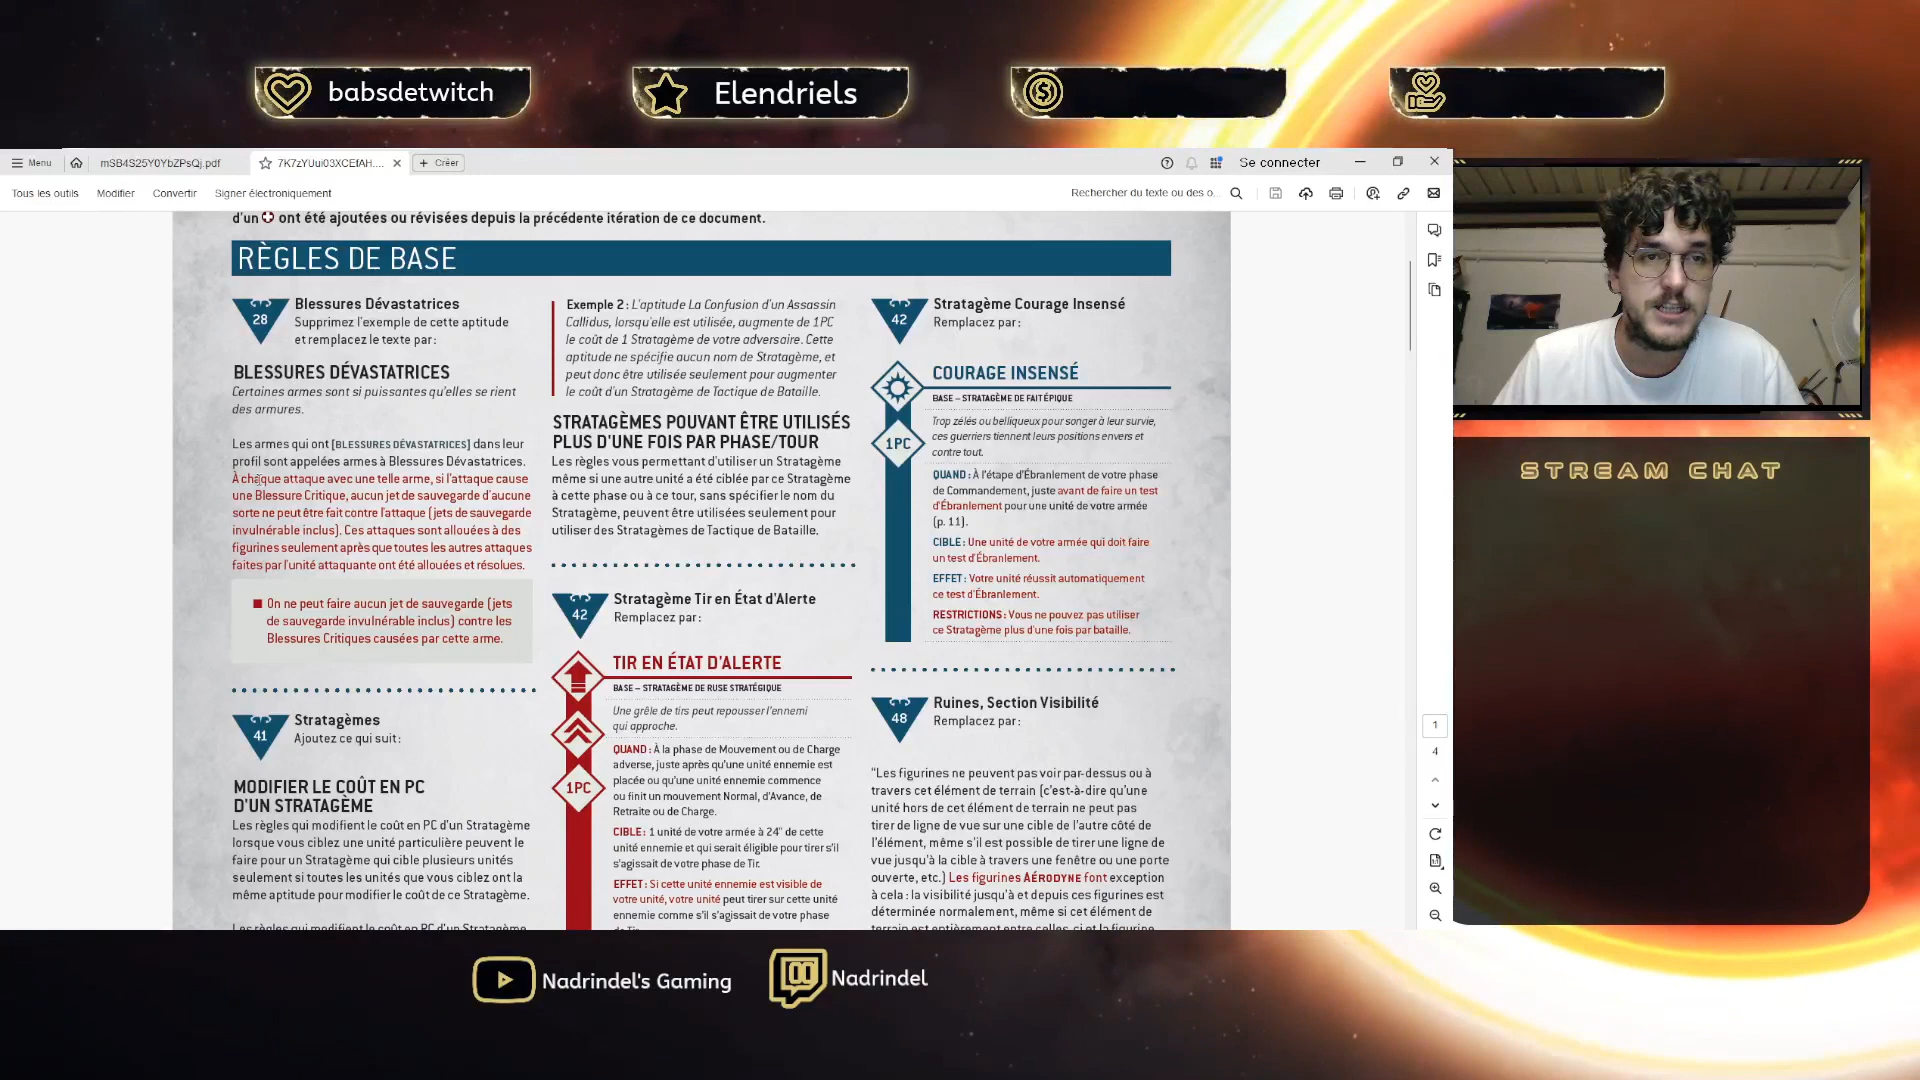 babsdetwitch
Elendriels
Menu
mSB4S25Y0YbZPsQj.pdf
7K7zYUui03XCEfAH....
Créer
Se connecter
Tous les outils
Modifier
Convertir
Signer électroniquement
Rechercher du texte ou des o...
d'un ont été ajoutées ou révisées depuis la précédente itération de ce document.
RÈGLES DE BASE
28
Blessures Dévastatrices
Supprimez l'exemple de cette aptitude
et remplacez le texte par :
BLESSURES DÉVASTATRICES
Certaines armes sont si puissantes qu'elles se rient
des armures.
Les armes qui ont [BLESSURES DÉVASTATRICES] dans leur
profil sont appelées armes à Blessures Dévastatrices.
À chaque attaque avec une telle arme, si l'attaque cause
une Blessure Critique, aucun jet de sauvegarde d'aucune
sorte ne peut être fait contre l'attaque (jets de sauvegarde
invulnérable inclus). Ces attaques sont allouées à des
figurines seulement après que toutes les autres attaques
faites par l'unité attaquante ont été allouées et résolues.
On ne peut faire aucun jet de sauvegarde (jets
de sauvegarde invulnérable inclus) contre les
Blessures Critiques causées par cette arme.
41
Stratagèmes
Ajoutez ce qui suit :
MODIFIER LE COÛT EN PC
D'UN STRATAGÈME
Les règles qui modifient le coût en PC d'un Stratagème
lorsque vous ciblez une unité particulière peuvent le
faire pour un Stratagème qui cible plusieurs unités
seulement si toutes les unités que vous ciblez ont la
même aptitude pour modifier le coût de ce Stratagème.
Les règles qui modifient le coût en PC d'un Stratagème
Exemple 2 : L'aptitude La Confusion d'un Assassin
Callidus, lorsqu'elle est utilisée, augmente de 1PC
le coût de 1 Stratagème de votre adversaire. Cette
aptitude ne spécifie aucun nom de Stratagème, et
peut donc être utilisée seulement pour augmenter
le coût d'un Stratagème de Tactique de Bataille.
STRATAGÈMES POUVANT ÊTRE UTILISÉS
PLUS D'UNE FOIS PAR PHASE/TOUR
Les règles vous permettant d'utiliser un Stratagème
même si une autre unité a été ciblée par ce Stratagème
à cette phase ou à ce tour, sans spécifier le nom du
Stratagème, peuvent être utilisées seulement pour
utiliser des Stratagèmes de Tactique de Bataille.
42
Stratagème Tir en État d'Alerte
Remplacez par :
TIR EN ÉTAT D'ALERTE
BASE – STRATAGÈME DE RUSE STRATÉGIQUE
Une grêle de tirs peut repousser l'ennemi
qui approche.
1PC
QUAND : À la phase de Mouvement ou de Charge
adverse, juste après qu'une unité ennemie est
placée ou qu'une unité ennemie commence
ou finit un mouvement Normal, d'Avance, de
Retraite ou de Charge.
CIBLE : 1 unité de votre armée à 24" de cette
unité ennemie et qui serait éligible pour tirer s'il
s'agissait de votre phase de Tir.
EFFET : Si cette unité ennemie est visible de
votre unité, votre unité peut tirer sur cette unité
ennemie comme s'il s'agissait de votre phase
de Tir.
42
Stratagème Courage Insensé
Remplacez par :
COURAGE INSENSÉ
BASE – STRATAGÈME DE FAIT ÉPIQUE
Trop zélés ou belliqueux pour songer à leur survie,
ces guerriers tiennent leurs positions envers et
contre tout.
1PC
QUAND : À l'étape d'Ébranlement de votre phase
de Commandement, juste avant de faire un test
d'Ébranlement pour une unité de votre armée
(p. 11).
CIBLE : Une unité de votre armée qui doit faire
un test d'Ébranlement.
EFFET : Votre unité réussit automatiquement
ce test d'Ébranlement.
RESTRICTIONS : Vous ne pouvez pas utiliser
ce Stratagème plus d'une fois par bataille.
48
Ruines, Section Visibilité
Remplacez par :
“Les figurines ne peuvent pas voir par-dessus ou à
travers cet élément de terrain (c'est-à-dire qu'une
unité hors de cet élément de terrain ne peut pas
tirer de ligne de vue sur une cible de l'autre côté de
l'élément, même s'il est possible de tirer une ligne de
vue jusqu'à la cible à travers une fenêtre ou une porte
ouverte, etc.) Les figurines AÉRODYNE font exception
à cela : la visibilité jusqu'à et depuis ces figurines est
déterminée normalement, même si cet élément de
terrain est entièrement entre celles-ci et la figurine
1
4
STREAM CHAT
Nadrindel's Gaming
Nadrindel